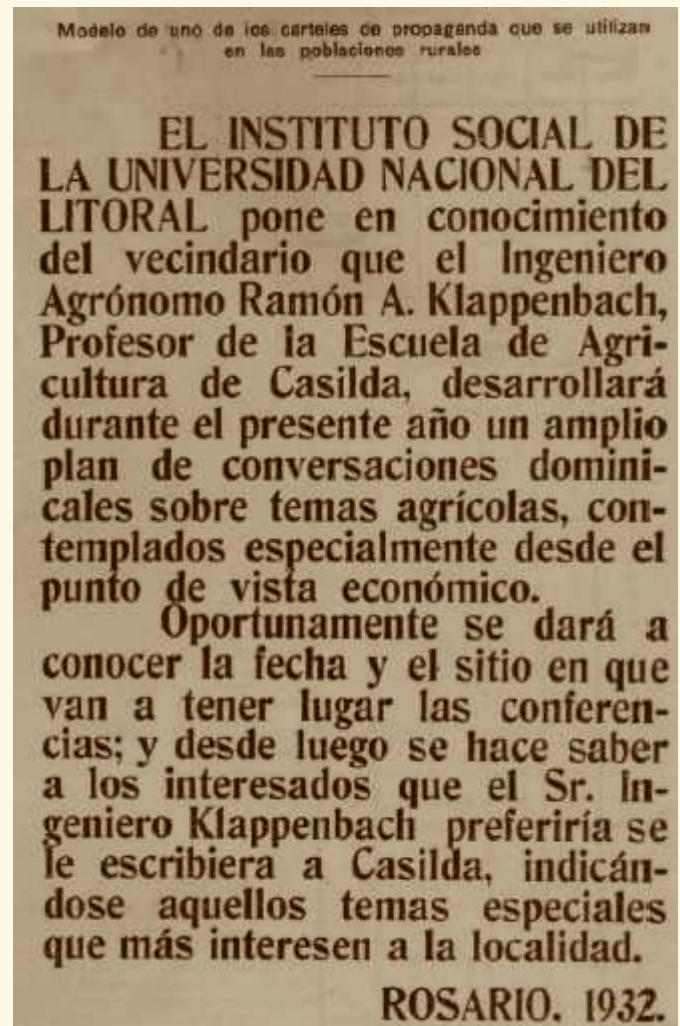 Modelo de uno de los carteles de propaganda que se utilizan
en las poblaciones rurales
EL INSTITUTO SOCIAL DE
LA UNIVERSIDAD NACIONAL DEL
LITORAL pone en conocimiento
del vecindario que el Ingeniero
Agrónomo Ramón A. Klappenbach,
Profesor de la Escuela de Agri-
cultura de Casilda, desarrollará
durante el presente año un amplio
plan de conversaciones domini-
cales sobre temas agrícolas, con-
templados especialmente desde el
punto de vista económico.
Oportunamente se dará a
conocer la fecha y el sitio en que
van a tener lugar las conferen-
cias; y desde luego se hace saber
a los interesados que el Sr. In-
geniero Klappenbach preferiría se
le escribiera a Casilda, indicán-
dose aquellos temas especiales
que más interesen a la localidad.
ROSARIO. 1932.